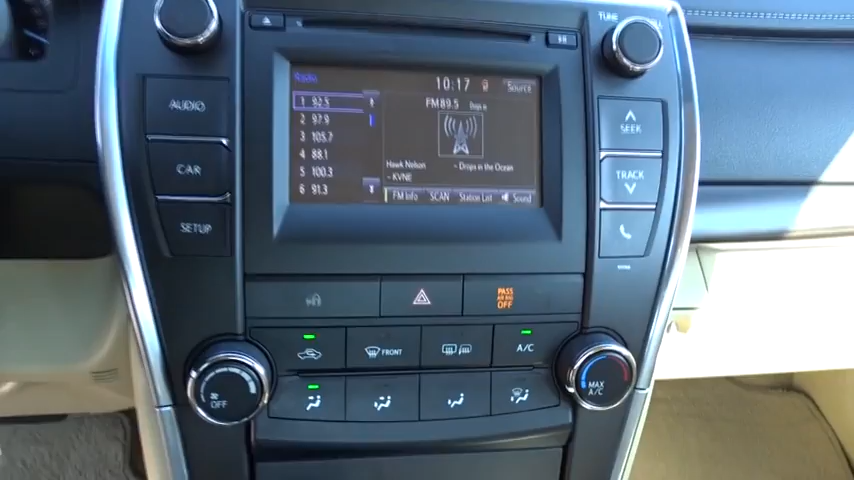 TUNE
AUDIO
CAR
SETUP
Radio
10:17
Source
1 92.5
2 97.9
3 105.7
4 88.1
5 100.3
6 91.3
FM 89.5
Hawk Nelson
- Drops in the Ocean
- KVNE
FM Info
SCAN
Station List
Sound
SEEK
TRACK
PASS
AIR BAG
OFF
FRONT
A/C
OFF
MAX
A/C